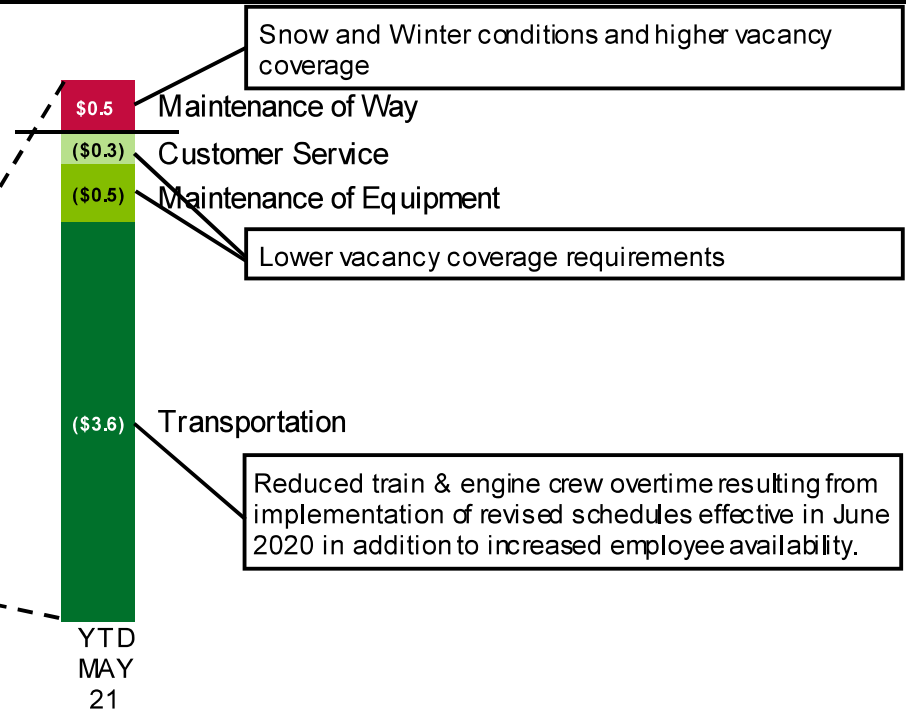 Snow and Winter conditions and higher vacancy
coverage
$0.5 Maintenance of Way
($0.3) Customer Service
($0.5) Maintenance of Equipment
Lower vacancy coverage requirements
($3.6) Transportation
Reduced train & engine crew overtime resulting from
implementation of revised schedules effective in June
2020 in addition to increased employee availability.
YTD
MAY
21